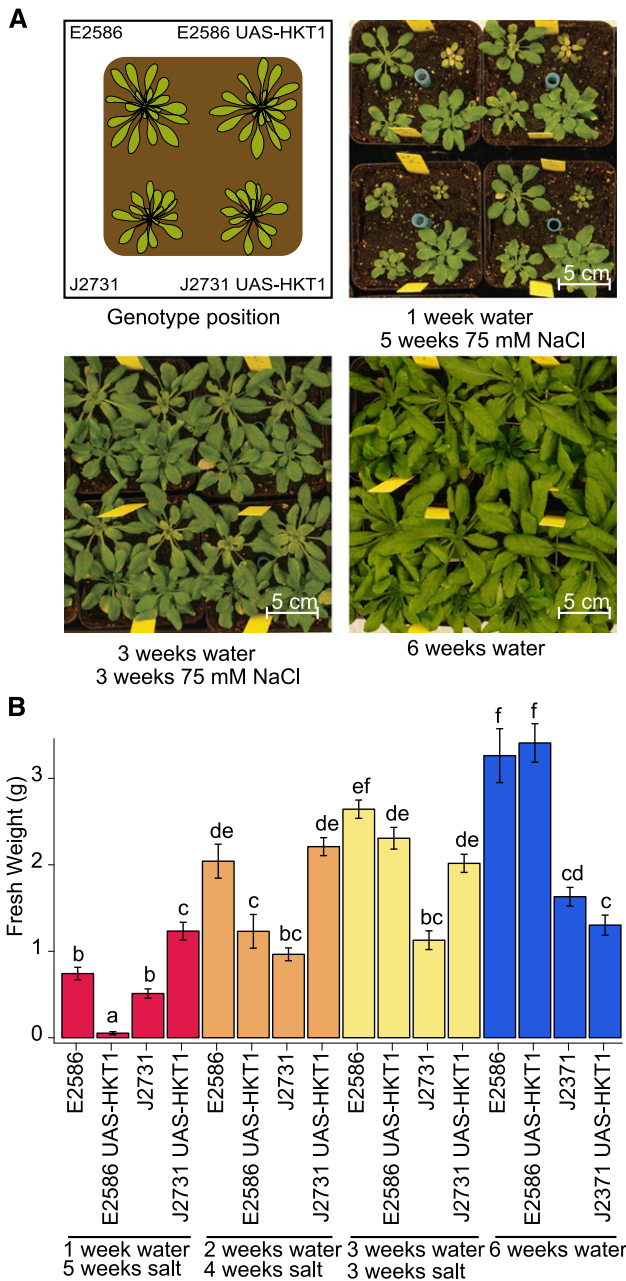 A
E2586 E2586 UAS-HKT1
J2731 J2731 UAS-HKT1
Genotype position
5 cm
1 week water
5 weeks 75 mM NaCl
5 cm
3 weeks water
3 weeks 75 mM NaCl
5 cm
6 weeks water
B
Fresh Weight (g)
3
2
1
0
b
a
b
c
de
c
bc
de
ef
de
bc
de
f
f
cd
c
E2586
E2586 UAS-HKT1
J2731
J2731 UAS-HKT1
E2586
E2586 UAS-HKT1
J2731
J2731 UAS-HKT1
E2586
E2586 UAS-HKT1
J2731
J2731 UAS-HKT1
E2586
E2586 UAS-HKT1
J2371
J2371 UAS-HKT1
1 week water
5 weeks salt
2 weeks water
4 weeks salt
3 weeks water
3 weeks salt
6 weeks water